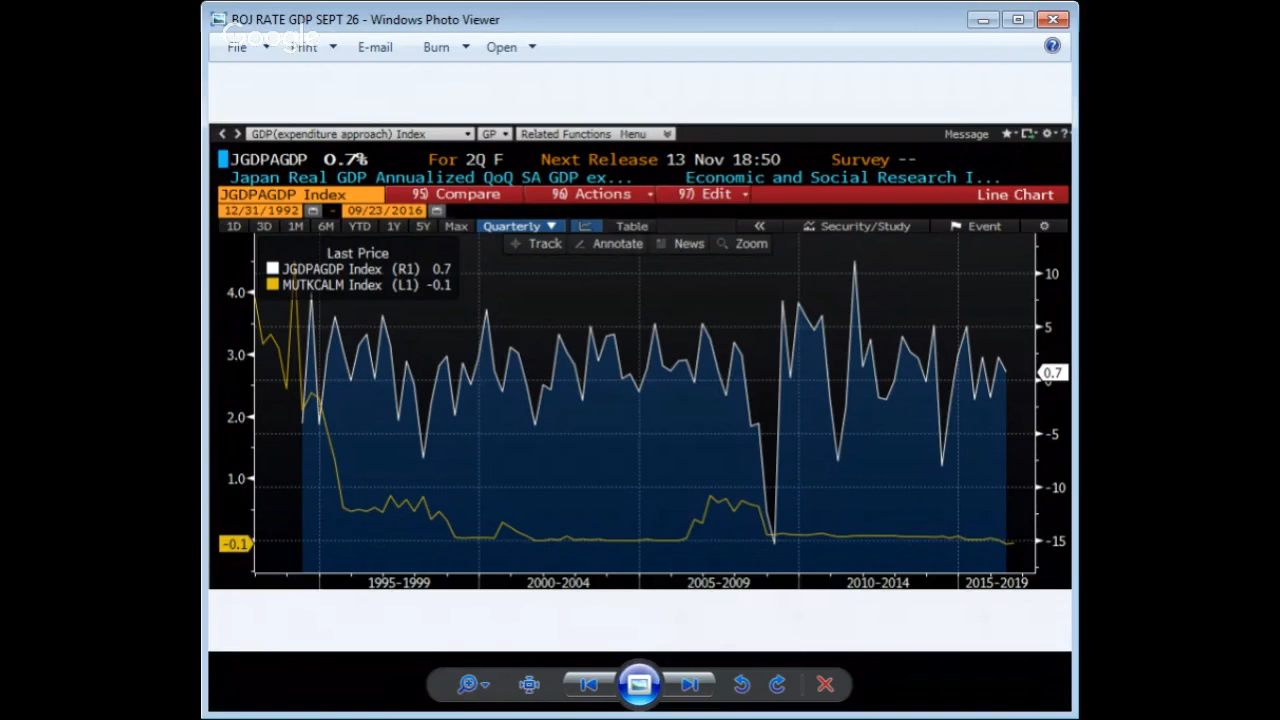 BOJ RATE GDP SEPT 26 - Windows Photo Viewer
Google
File Print E-mail Burn Open
GDP(expenditure approach) Index GP Related Functions Menu Message
JGDPAGDP 0.7% For 2Q F Next Release 13 Nov 18:50 Survey --
Japan Real GDP Annualized QoQ SA GDP ex... Economic and Social Research I...
JGDPAGDP Index 95) Compare 96) Actions 97) Edit Line Chart
12/31/1992 - 09/23/2016
1D 3D 1M 6M YTD 1Y 5Y Max Quarterly Table Security/Study Event
Track Annotate News Zoom
Last Price
JGDPAGDP Index (R1) 0.7
MUTKCALM Index (L1) -0.1
10
4.0
5
3.0
0.7
0
2.0
-5
1.0
-10
-0.1
-15
1995-1999 2000-2004 2005-2009 2010-2014 2015-2019